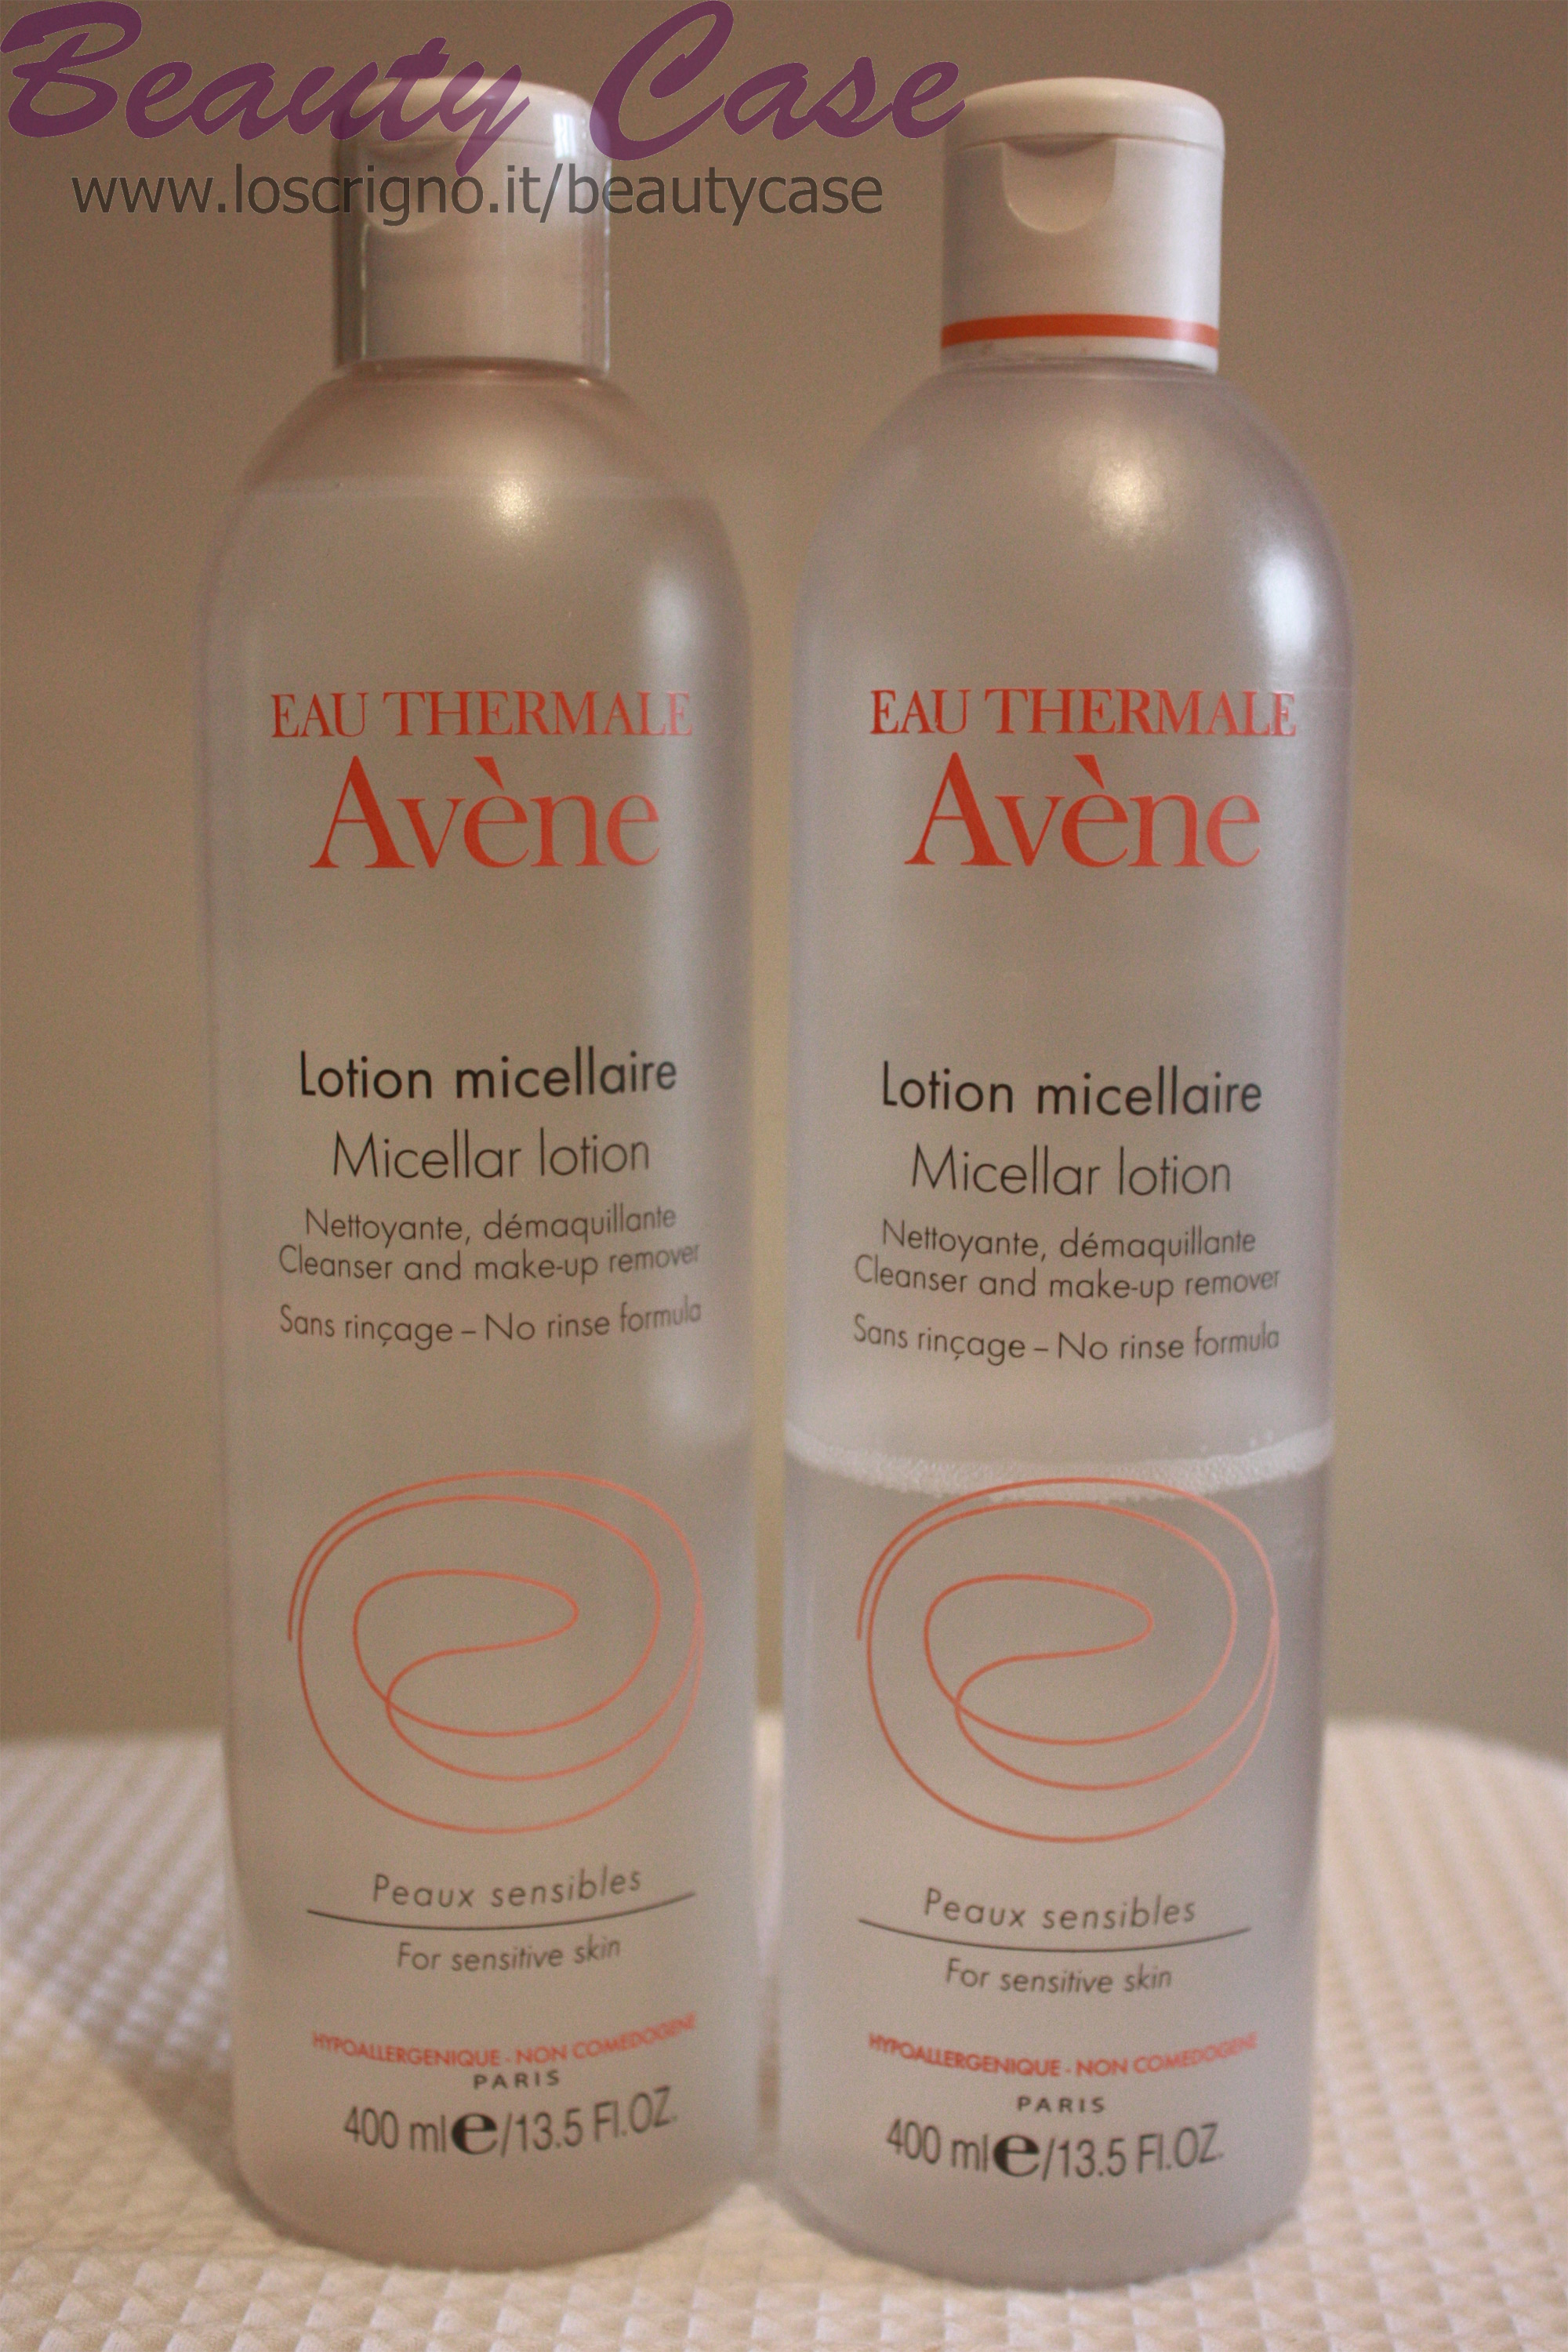 Beauty Case
www.loscrigno.it/beautycase
EAU THERMALE
Avène
Lotion micellaire
Micellar lotion
Nettoyante, démaquillante
Cleanser and make-up remover
Sans rinçage – No rinse formula
Peaux sensibles
For sensitive skin
HYPOALLERGENIQUE - NON COMEDOGENE
PARIS
400 ml e/13.5 Fl.OZ.
EAU THERMALE
Avène
Lotion micellaire
Micellar lotion
Nettoyante, démaquillante
Cleanser and make-up remover
Sans rinçage – No rinse formula
Peaux sensibles
For sensitive skin
HYPOALLERGENIQUE - NON COMEDOGENE
PARIS
400 ml e/13.5 Fl.OZ.